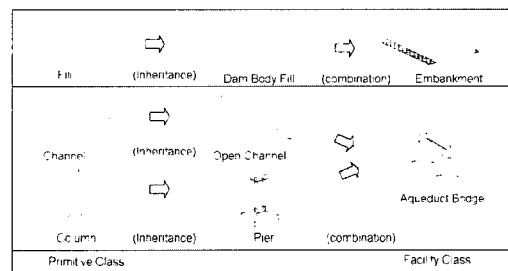 Fill (Inheritance) Dam Body Fill (combination) Embankment
(Inheritance)
Channel Open Channel
(Inheritance)
Aqueduct Bridge
Column (Inheritance) Pier (combination)
Primitive Class Facility Class